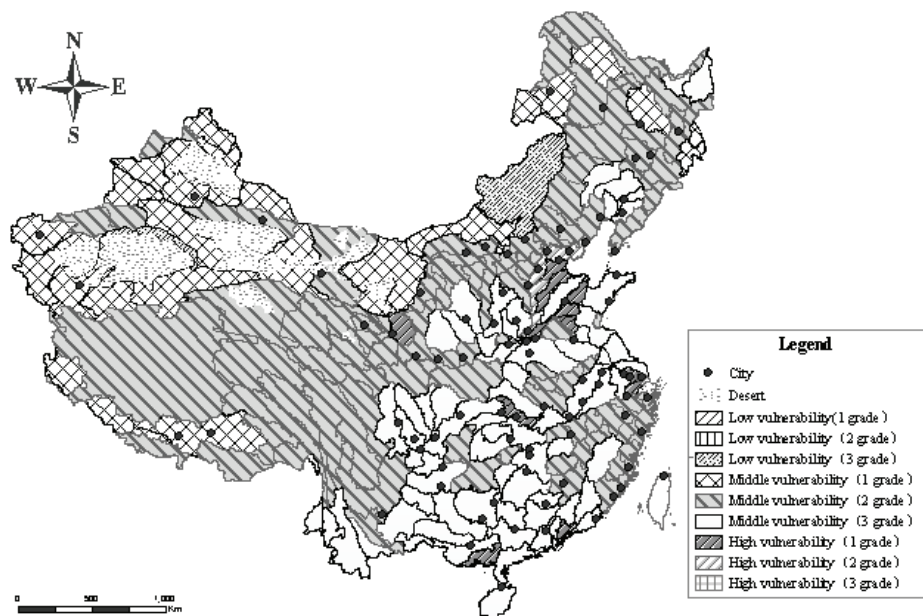 N
W E
S
Legend
City
Desert
Low vulnerability(1 grade)
Low vulnerability (2 grade)
Low vulnerability (3 grade)
Middle vulnerability (1 grade)
Middle vulnerability (2 grade)
Middle vulnerability (3 grade)
High vulnerability (1 grade)
High vulnerability (2 grade)
High vulnerability (3 grade)
0 500 1,000
Km